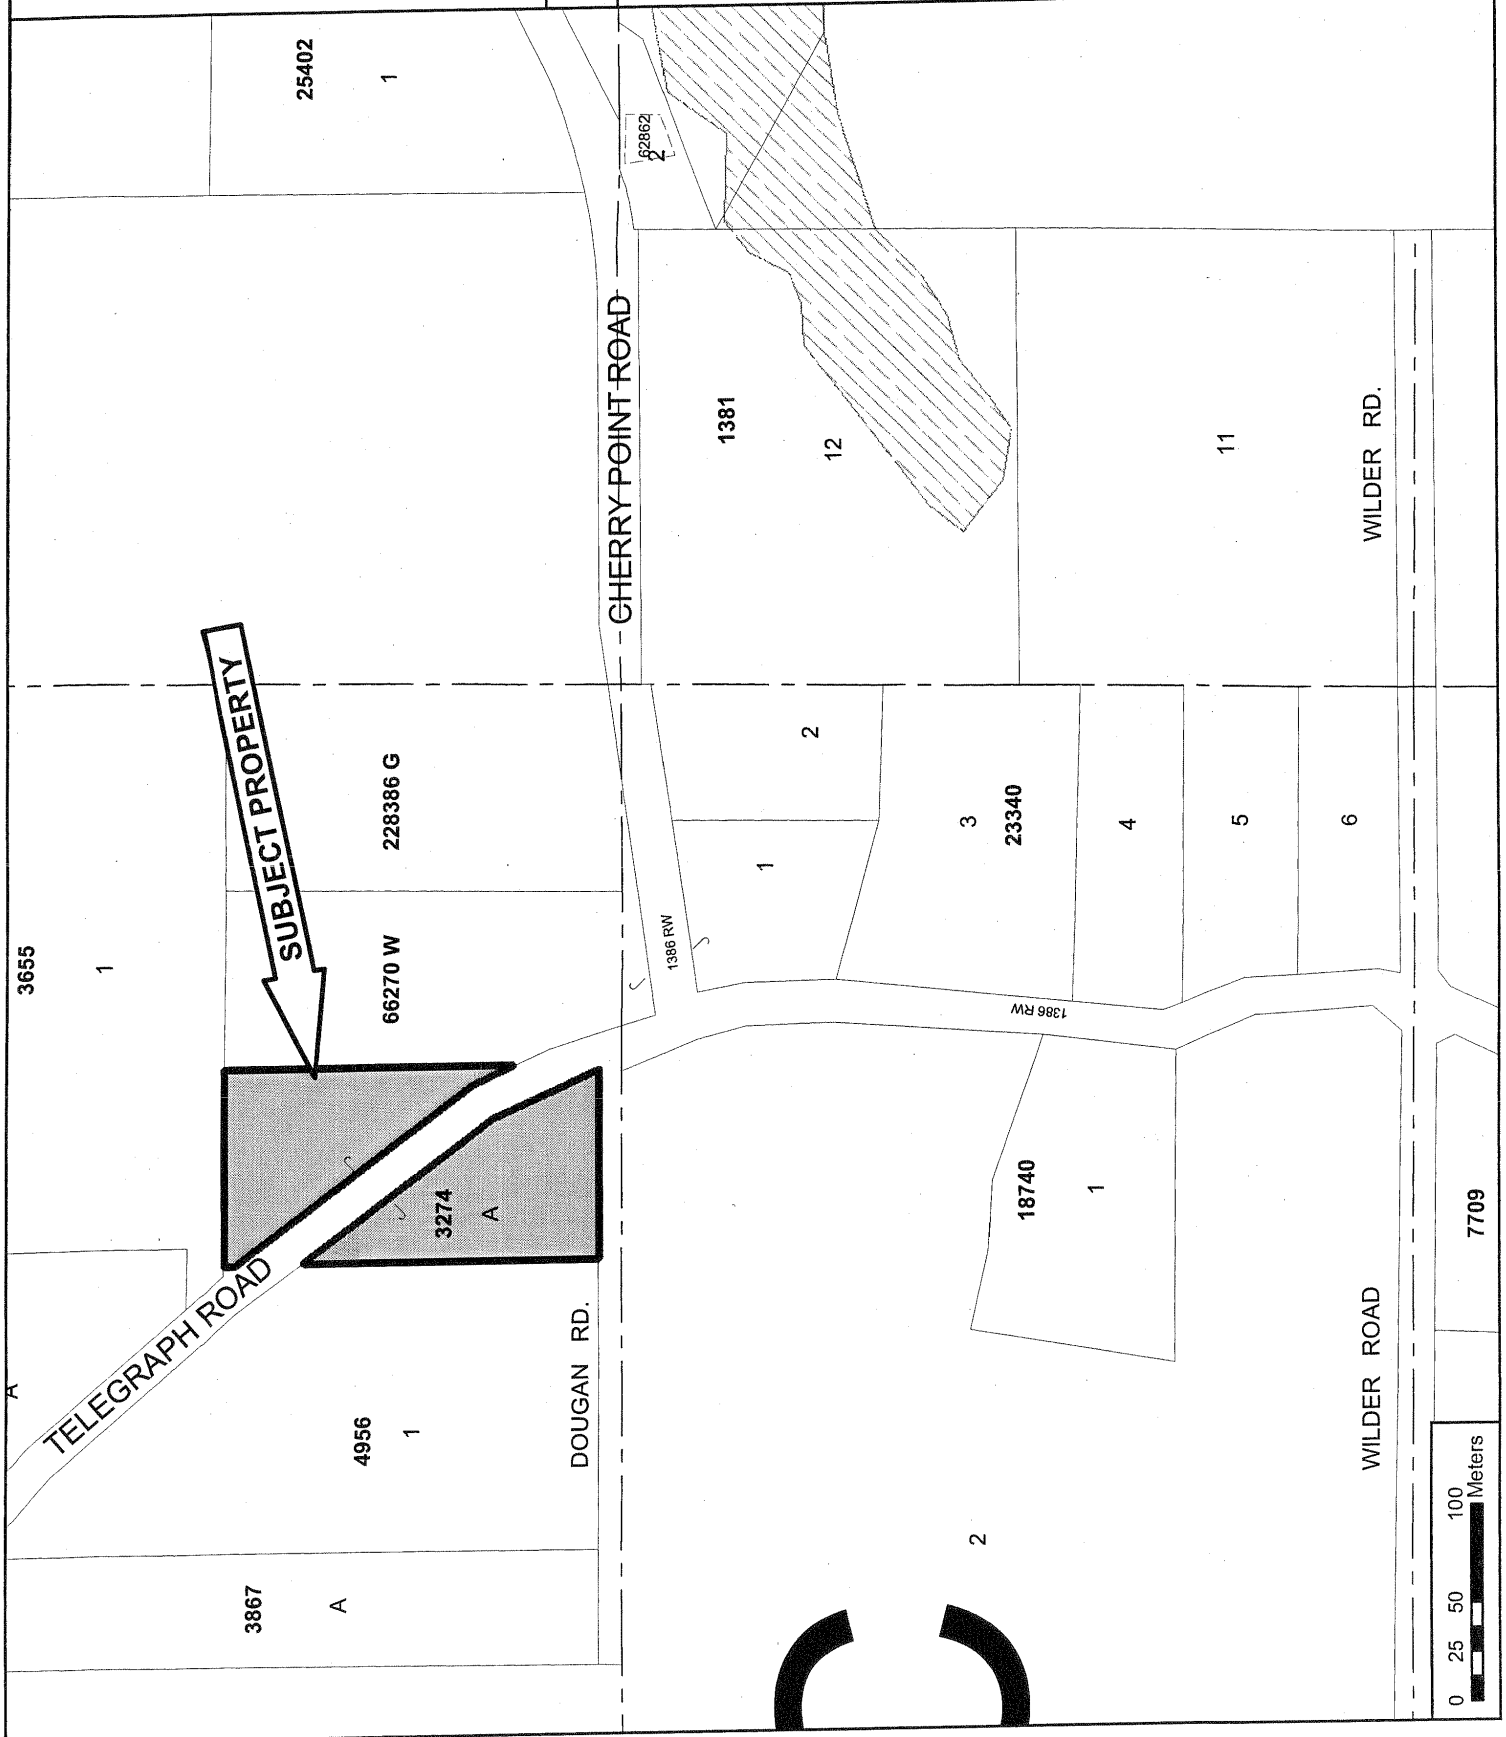 A
3655
1
TELEGRAPH ROAD
3867
SUBJECT PROPERTY
25402
A
4956
66270 W
228386 G
1
1
3274
A
DOUGAN RD.
CHERRY POINT ROAD
62862
2
1386 RW
1381
1
2
12
C
3
2
23340
18740
1386 RW
1
4
11
5
6
WILDER ROAD
WILDER RD.
0 25 50 100
Meters
7709